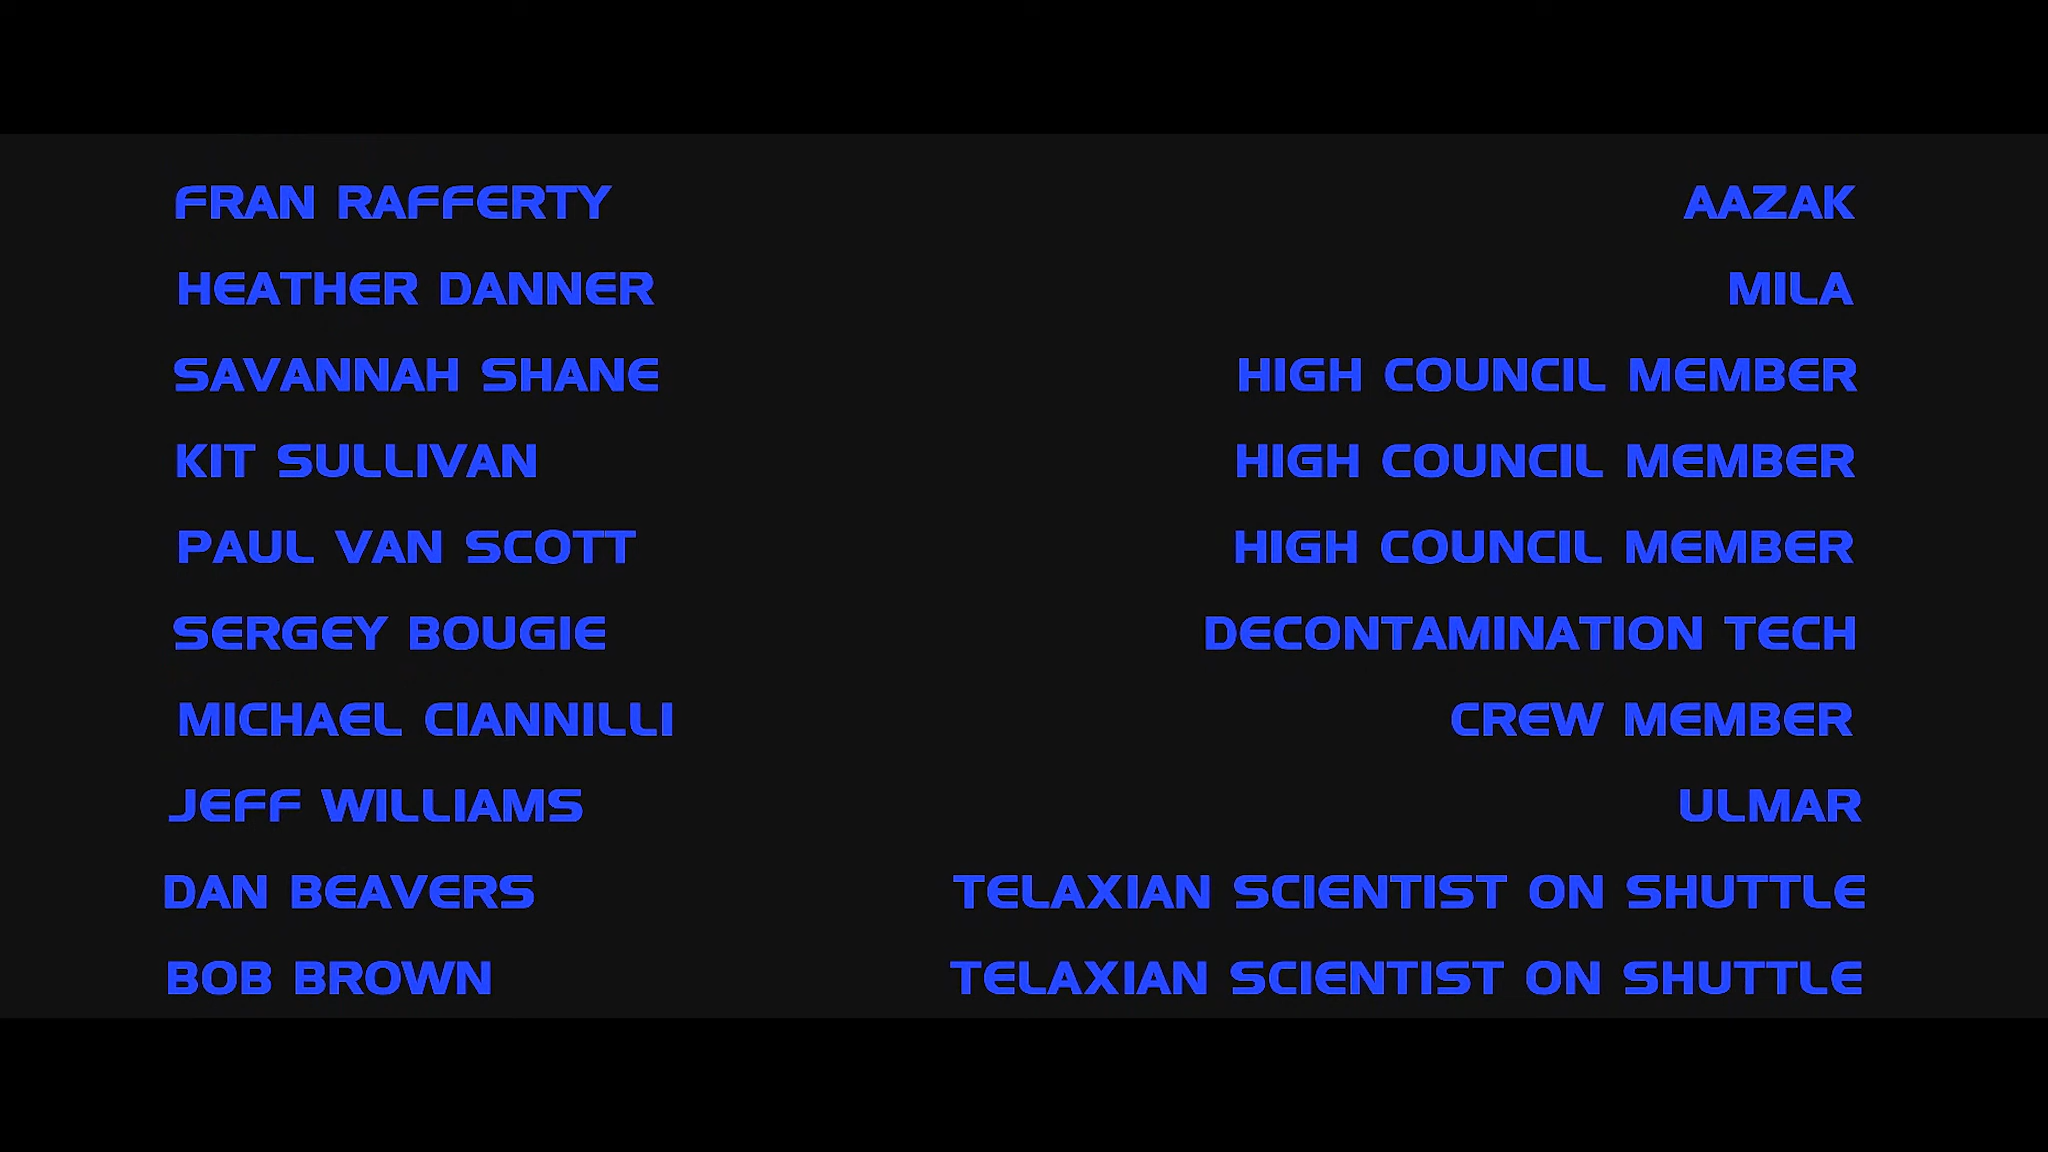 FRAN RAFFERTY AAZAK
HEATHER DANNER MILA
SAVANNAH SHANE HIGH COUNCIL MEMBER
KIT SULLIVAN HIGH COUNCIL MEMBER
PAUL VAN SCOTT HIGH COUNCIL MEMBER
SERGEY BOUGIE DECONTAMINATION TECH
MICHAEL CIANNILLI CREW MEMBER
JEFF WILLIAMS ULMAR
DAN BEAVERS TELAXIAN SCIENTIST ON SHUTTLE
BOB BROWN TELAXIAN SCIENTIST ON SHUTTLE